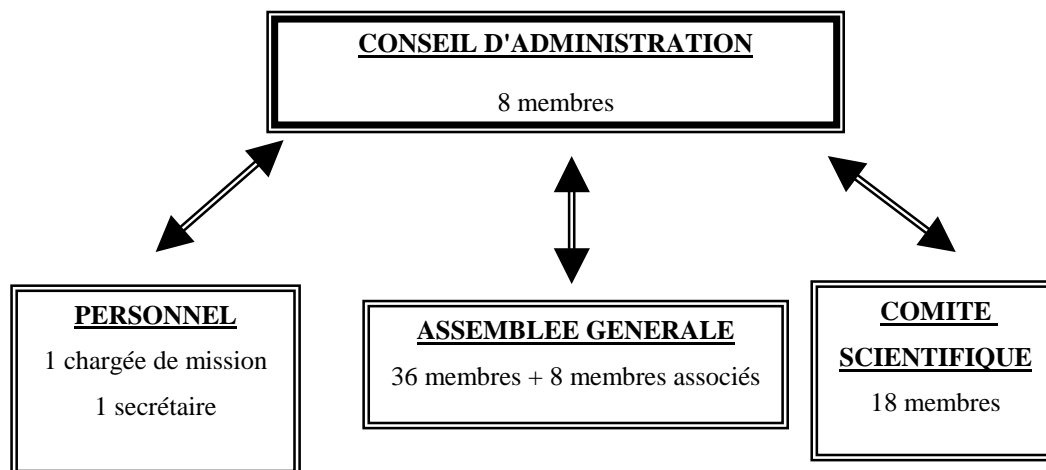 CONSEIL D'ADMINISTRATION
8 membres
PERSONNEL
1 chargée de mission
1 secrétaire
ASSEMBLEE GENERALE
36 membres + 8 membres associés
COMITE
SCIENTIFIQUE
18 membres